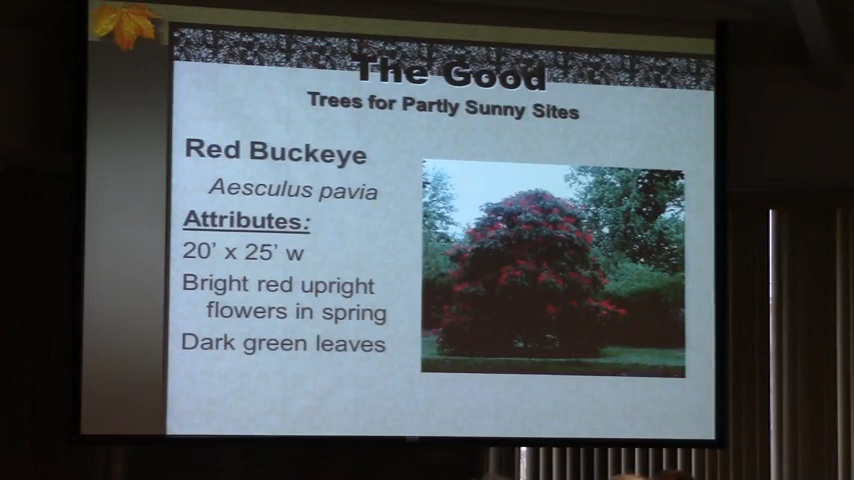 The Good
Trees for Partly Sunny Sites
Red Buckeye
Aesculus pavia
Attributes:
20’ x 25’ w
Bright red upright
flowers in spring
Dark green leaves